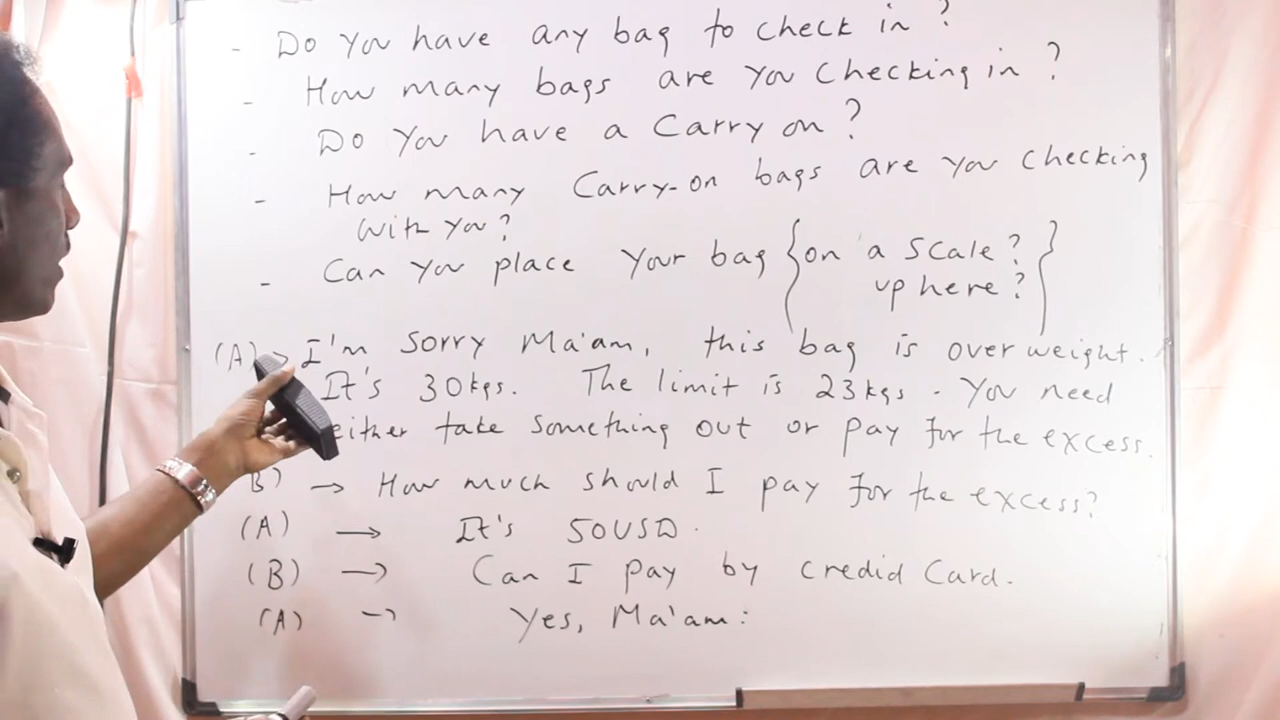 - Do you have any bag to check in?
- How many bags are you checking in?
- Do you have a carry on?
- How many carry-on bags are you checking
with you?
- Can you place your bag { on a scale? }
up here?
(A) → I'm sorry Ma'am, this bag is overweight.
It's 30kgs. The limit is 23kgs. You need
either take something out or pay for the excess.
B) → How much should I pay for the excess?
(A) → It's 50USD.
(B) → Can I pay by credid card.
(A) → Yes, Ma'am: